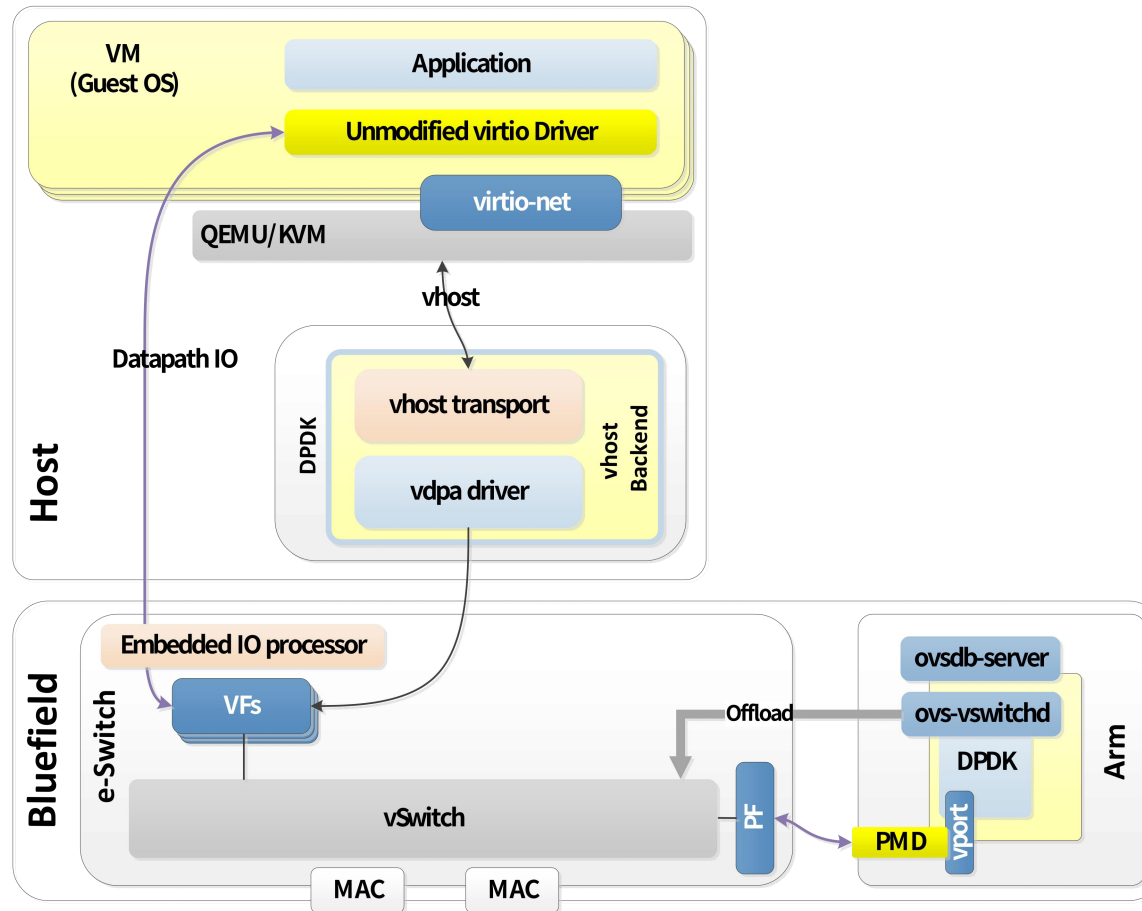 VM
(Guest OS)
Application
Unmodified virtio Driver
virtio-net
QEMU/KVM
vhost
Datapath IO
Host
DPDK
vhost transport
vdpa driver
vhost
Backend
Bluefield
e-Switch
Embedded IO processor
VFs
vSwitch
PF
MAC
MAC
Offload
ovsdb-server
ovs-vswitchd
DPDK
Arm
PMD
vport